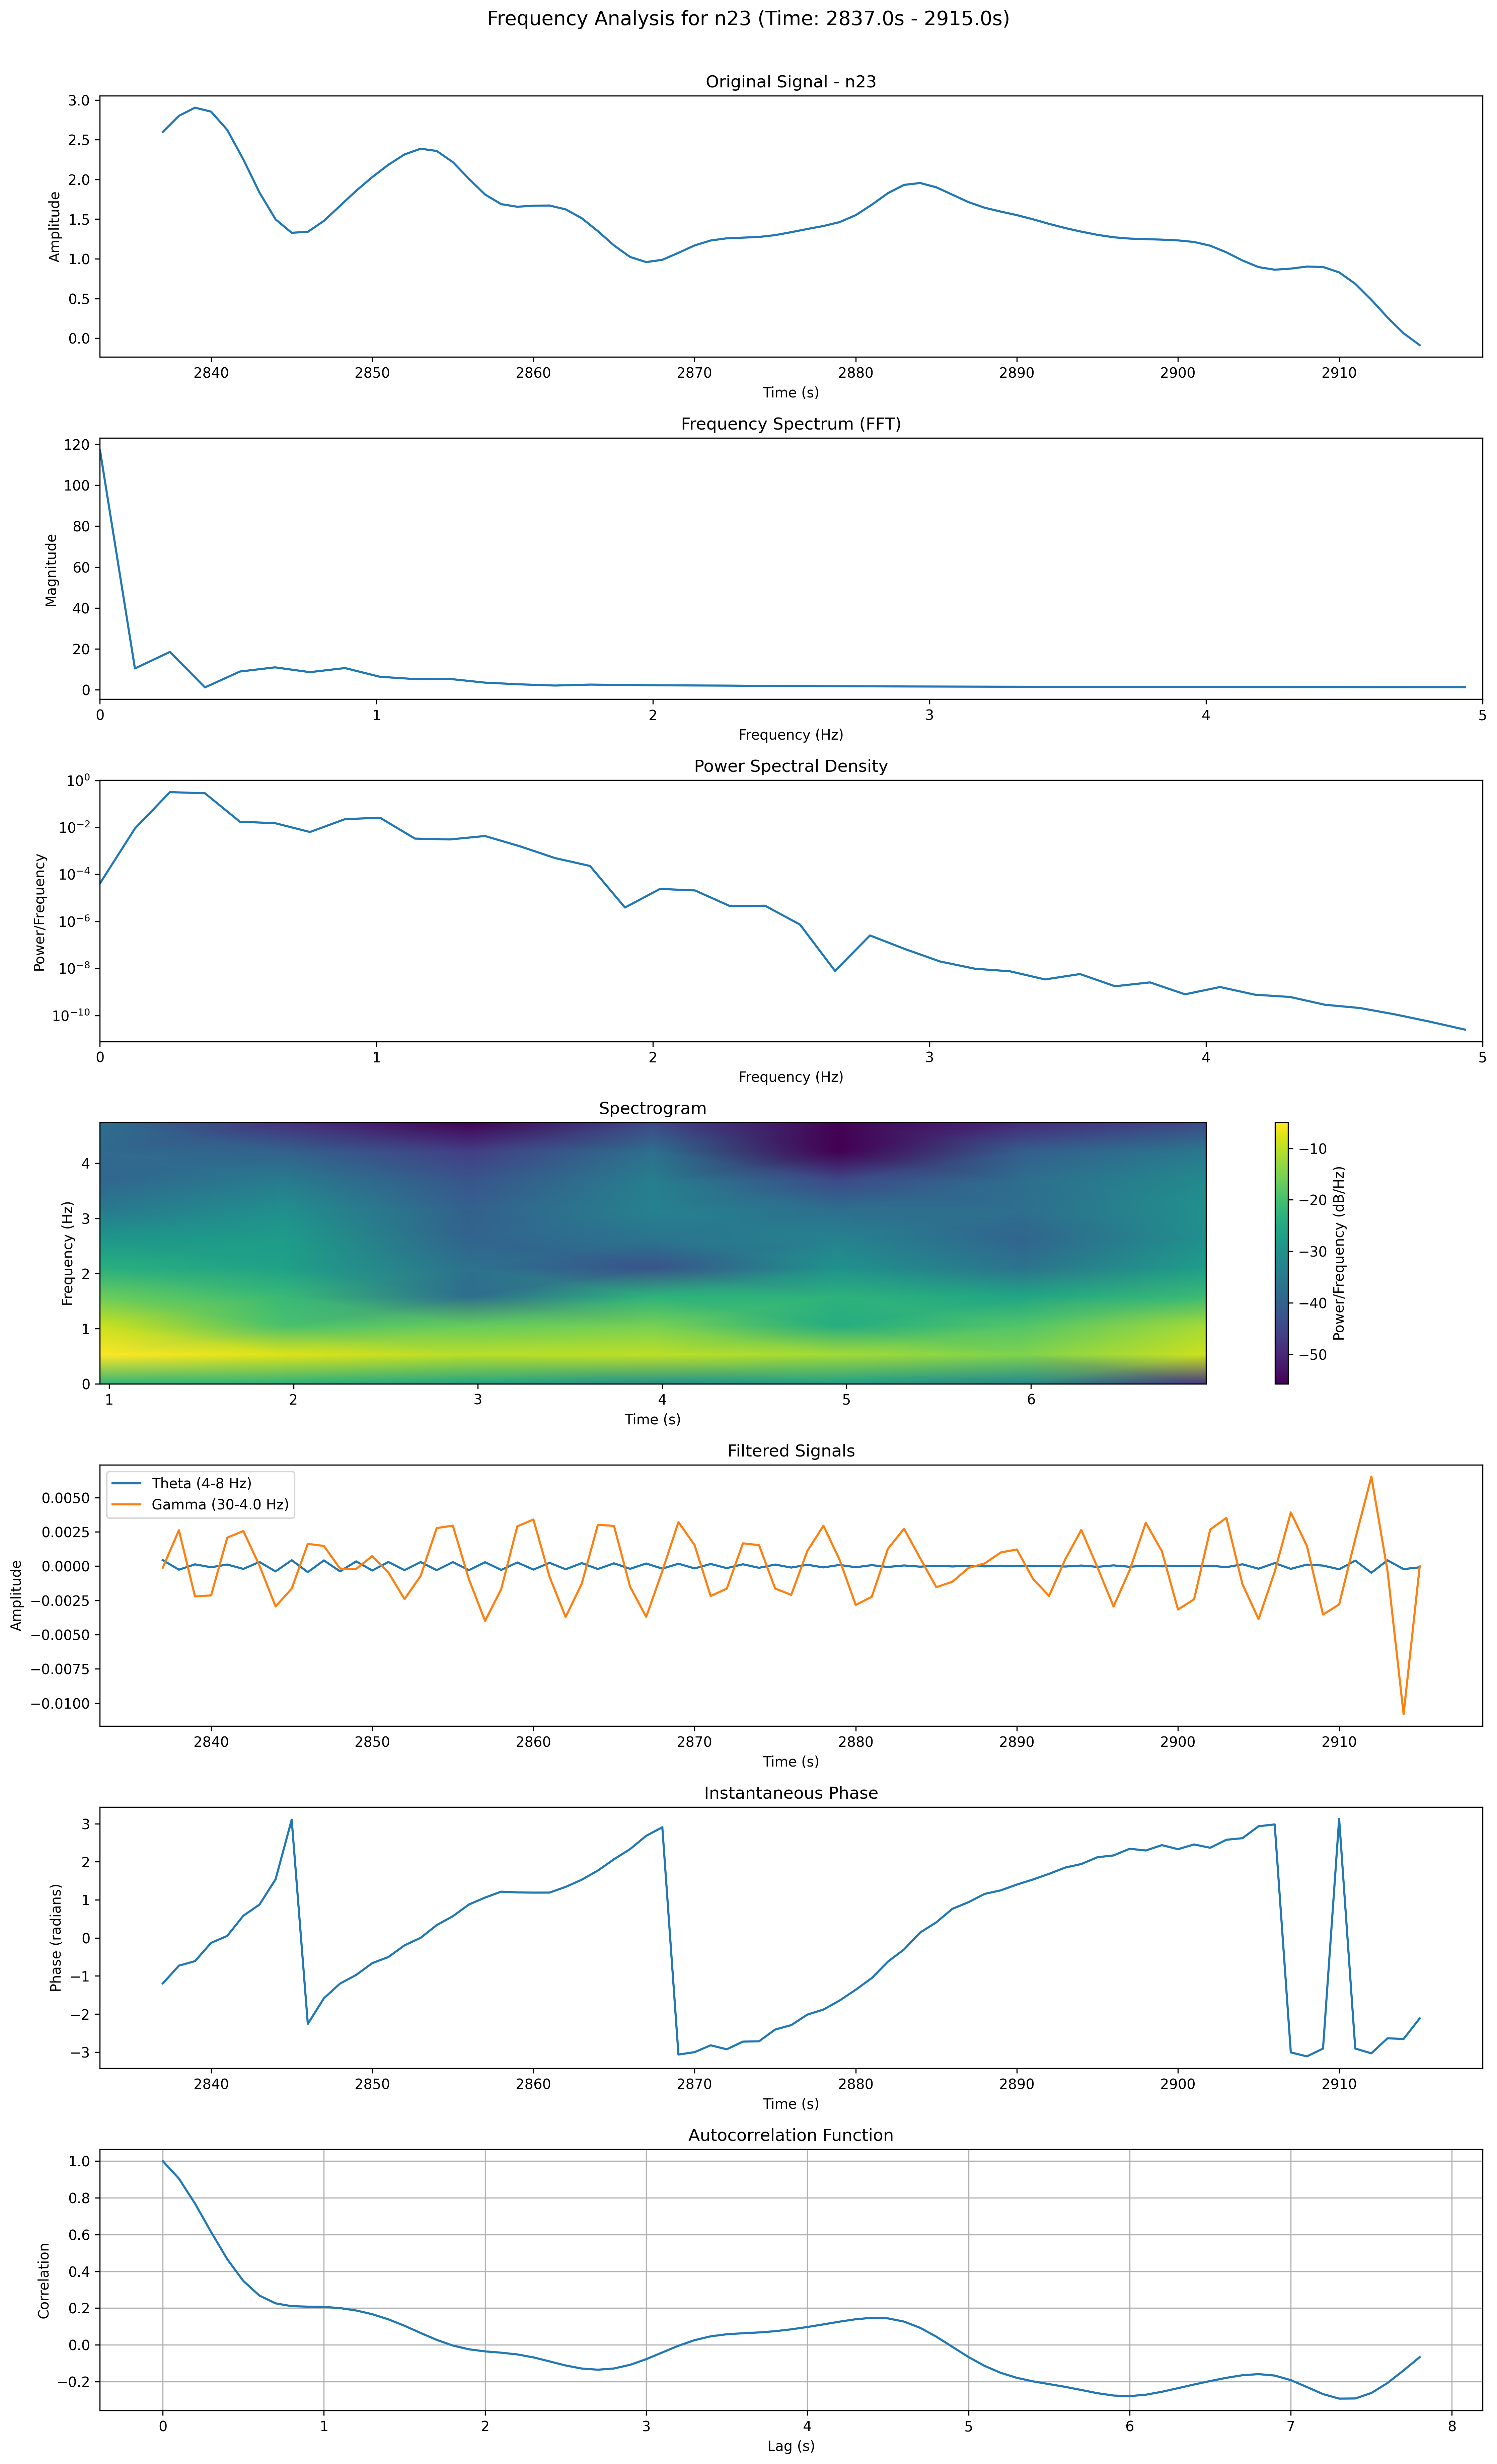 Frequency Analysis for n23 (Time: 2837.0s - 2915.0s)
Original Signal - n23
3.0
2.5
2.0
1.5
1.0
0.5
0.0
Amplitude
2840 2850 2860 2870 2880 2890 2900 2910
Time (s)
Frequency Spectrum (FFT)
120
100
80
60
40
20
0
Magnitude
0 1 2 3 4 5
Frequency (Hz)
Power Spectral Density
10⁰
10⁻²
10⁻⁴
10⁻⁶
10⁻⁸
10⁻¹⁰
Power/Frequency
0 1 2 3 4 5
Frequency (Hz)
Spectrogram
4
3
2
1
0
Frequency (Hz)
1 2 3 4 5 6
Time (s)
−10
−20
−30
−40
−50
Power/Frequency (dB/Hz)
Filtered Signals
Theta (4-8 Hz)
Gamma (30-4.0 Hz)
0.0050
0.0025
0.0000
−0.0025
−0.0050
−0.0075
−0.0100
Amplitude
2840 2850 2860 2870 2880 2890 2900 2910
Time (s)
Instantaneous Phase
3
2
1
0
−1
−2
−3
Phase (radians)
2840 2850 2860 2870 2880 2890 2900 2910
Time (s)
Autocorrelation Function
1.0
0.8
0.6
0.4
0.2
0.0
−0.2
Correlation
0 1 2 3 4 5 6 7 8
Lag (s)